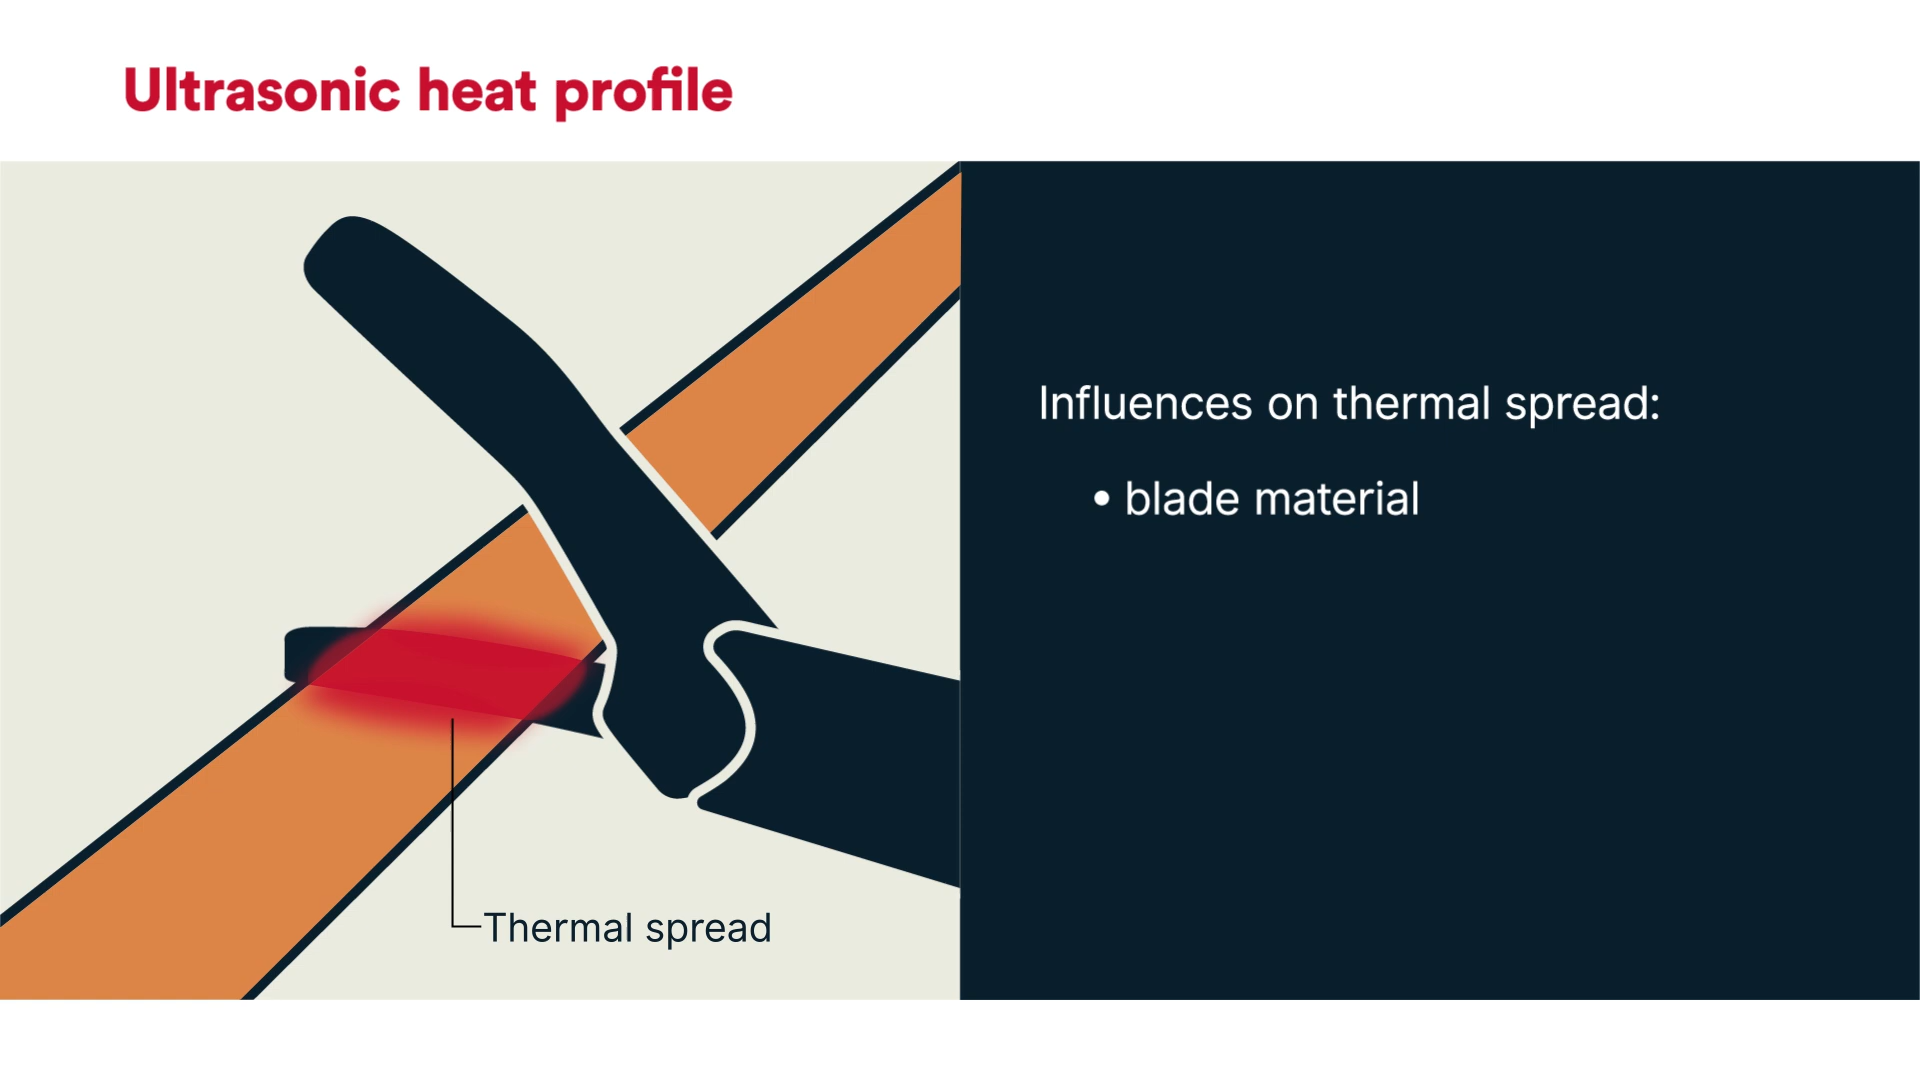 Ultrasonic heat profile
Influences on thermal spread:
• blade material
Thermal spread